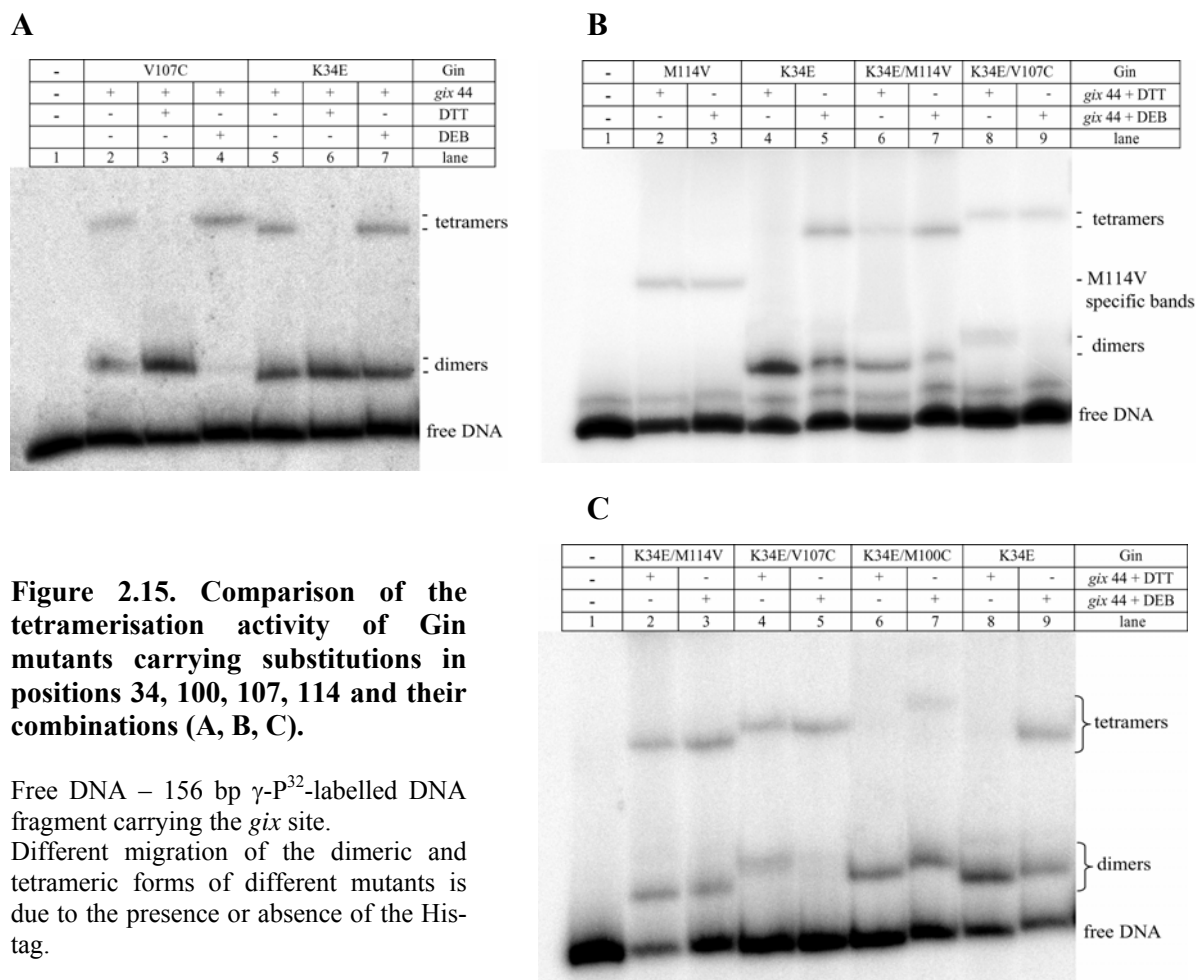 A
- V107C K34E Gin
- + + + + + + gix 44
- - + - - + - DTT
- - - + - - + DEB
1 2 3 4 5 6 7 lane
tetramers
dimers
free DNA
B
- M114V K34E K34E/M114V K34E/V107C Gin
- + - + - + - + - gix 44 + DTT
- - + - + - + - + gix 44 + DEB
1 2 3 4 5 6 7 8 9 lane
tetramers
- M114V
specific bands
dimers
free DNA
C
- K34E/M114V K34E/V107C K34E/M100C K34E Gin
- + - + - + - + - gix 44 + DTT
- - + - + - + - + gix 44 + DEB
1 2 3 4 5 6 7 8 9 lane
tetramers
dimers
free DNA
Figure 2.15. Comparison of the
tetramerisation activity of Gin
mutants carrying substitutions in
positions 34, 100, 107, 114 and their
combinations (A, B, C).
Free DNA – 156 bp γ-P³²-labelled DNA
fragment carrying the gix site.
Different migration of the dimeric and
tetrameric forms of different mutants is
due to the presence or absence of the His-
tag.